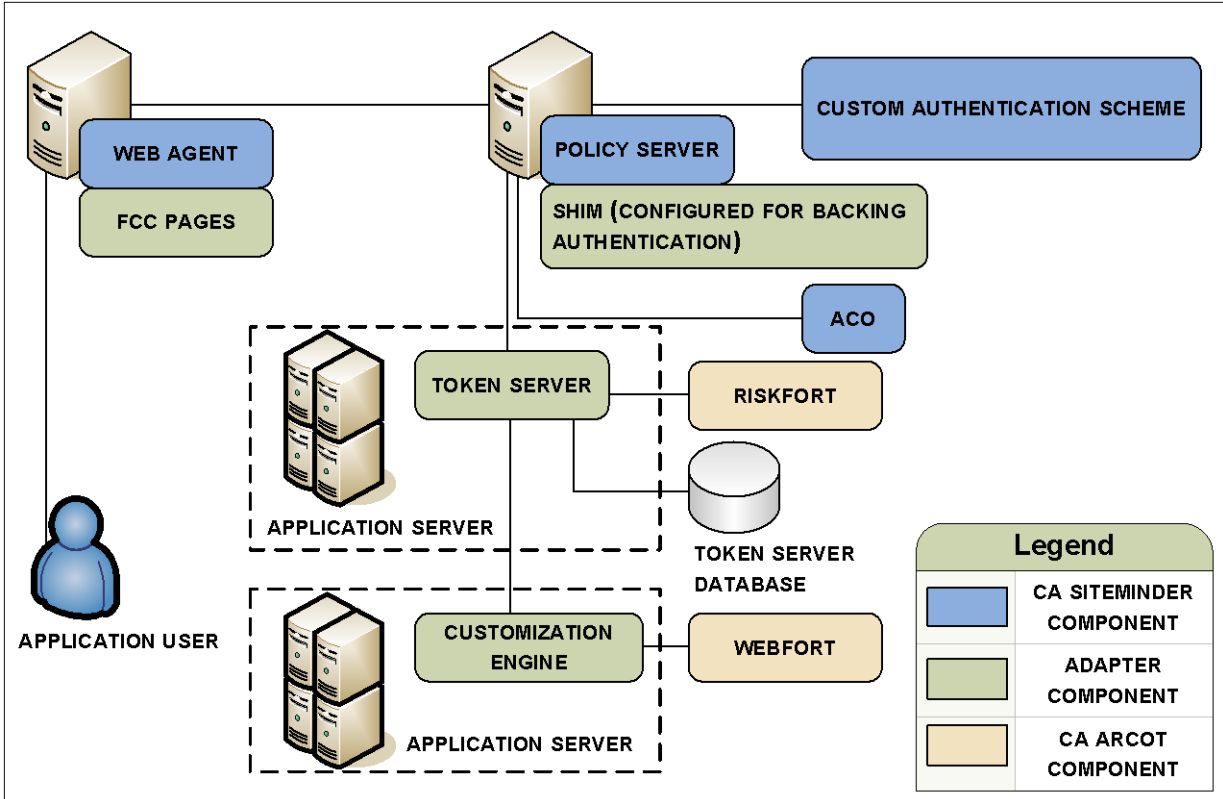 CUSTOM AUTHENTICATION SCHEME
WEB AGENT
POLICY SERVER
FCC PAGES
SHIM (CONFIGURED FOR BACKING
AUTHENTICATION)
ACO
TOKEN SERVER
RISKFORT
APPLICATION SERVER
TOKEN SERVER
DATABASE
APPLICATION USER
CUSTOMIZATION
ENGINE
WEBFORT
APPLICATION SERVER
Legend
CA SITEMINDER
COMPONENT
ADAPTER
COMPONENT
CA ARCOT
COMPONENT